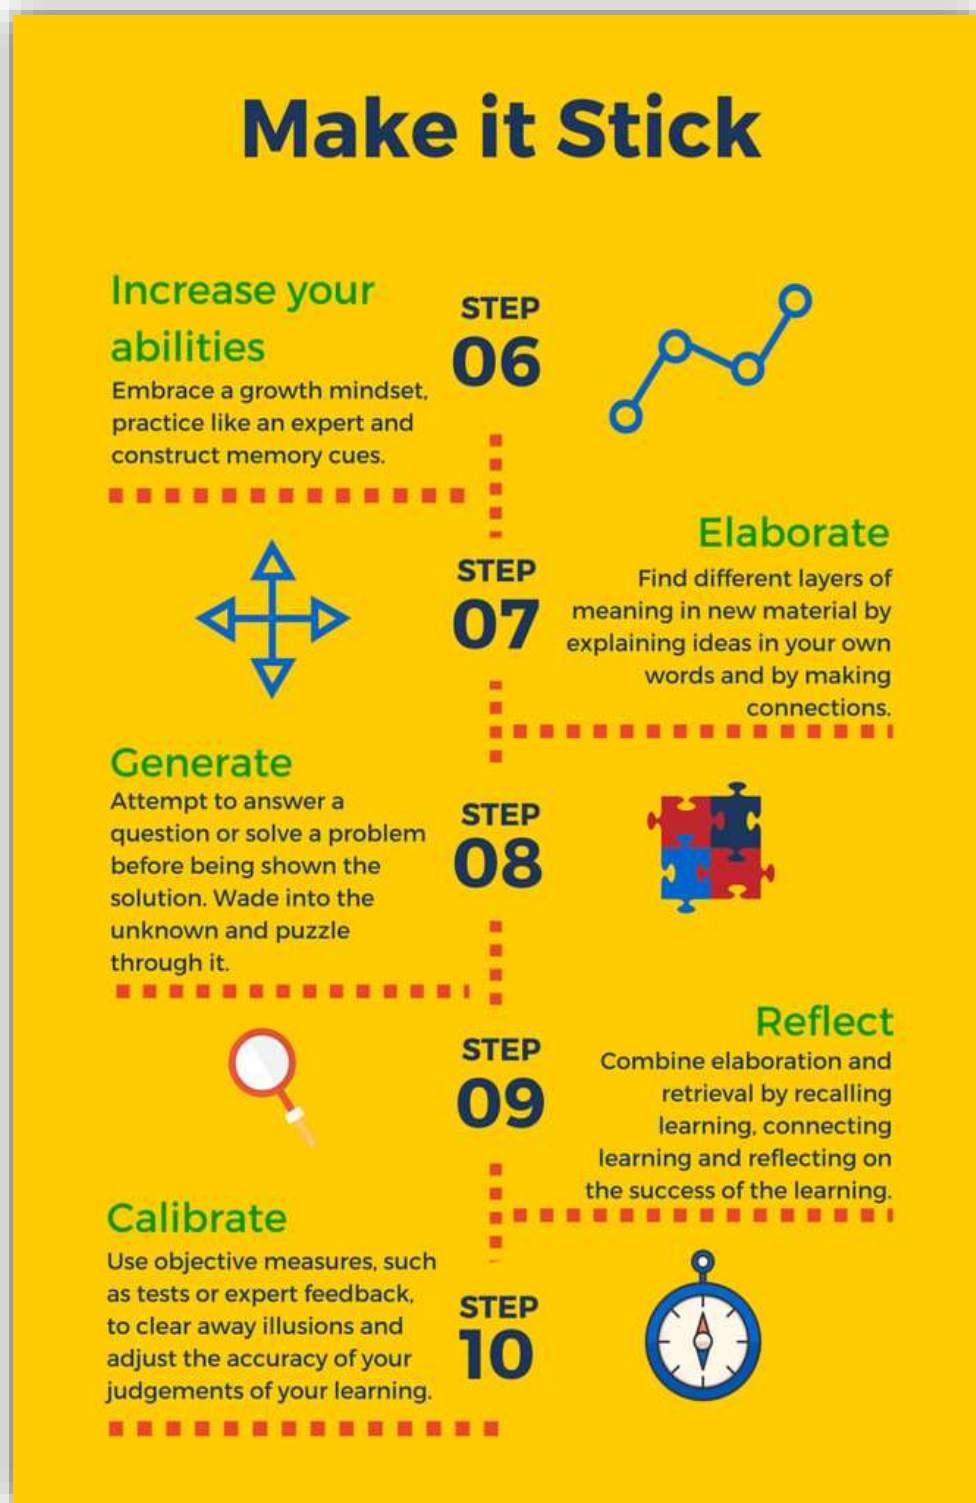 Make it Stick
Increase your
abilities
Embrace a growth mindset,
practice like an expert and
construct memory cues.
STEP
06
STEP
07
Elaborate
Find different layers of
meaning in new material by
explaining ideas in your own
words and by making
connections.
Generate
Attempt to answer a
question or solve a problem
before being shown the
solution. Wade into the
unknown and puzzle
through it.
STEP
08
STEP
09
Reflect
Combine elaboration and
retrieval by recalling
learning, connecting
learning and reflecting on
the success of the learning.
Calibrate
Use objective measures, such
as tests or expert feedback,
to clear away illusions and
adjust the accuracy of your
judgements of your learning.
STEP
10